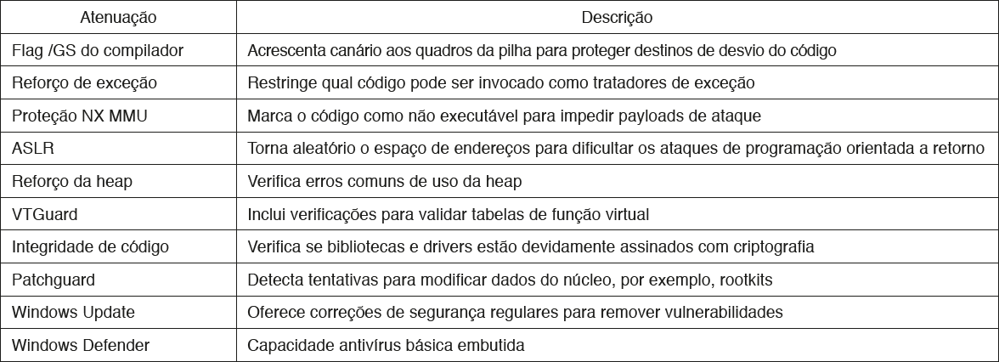 Atenuação Descrição
Flag /GS do compilador Acrescenta canário aos quadros da pilha para proteger destinos de desvio do código
Reforço de exceção Restringe qual código pode ser invocado como tratadores de exceção
Proteção NX MMU Marca o código como não executável para impedir payloads de ataque
ASLR Torna aleatório o espaço de endereços para dificultar os ataques de programação orientada a retorno
Reforço da heap Verifica erros comuns de uso da heap
VTGuard Inclui verificações para validar tabelas de função virtual
Integridade de código Verifica se bibliotecas e drivers estão devidamente assinados com criptografia
Patchguard Detecta tentativas para modificar dados do núcleo, por exemplo, rootkits
Windows Update Oferece correções de segurança regulares para remover vulnerabilidades
Windows Defender Capacidade antivírus básica embutida